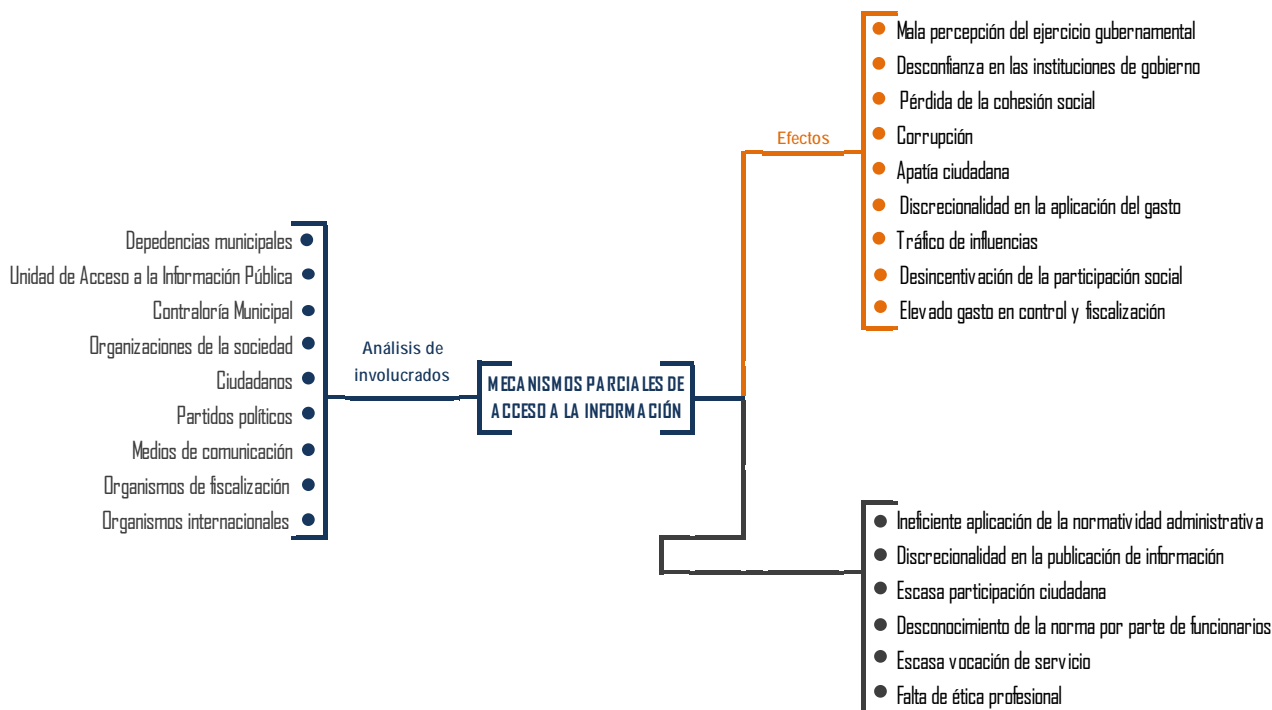 Depedencias municipales
Unidad de Acceso a la Información Pública
Contraloría Municipal
Organizaciones de la sociedad
Ciudadanos
Partidos políticos
Medios de comunicación
Organismos de fiscalización
Organismos internacionales
Análisis de
involucrados
MECANISMOS PARCIALES DE
ACCESO A LA INFORMACIÓN
Efectos
Mala percepción del ejercicio gubernamental
Desconfianza en las instituciones de gobierno
Pérdida de la cohesión social
Corrupción
Apatía ciudadana
Discrecionalidad en la aplicación del gasto
Tráfico de influencias
Desincentivación de la participación social
Elevado gasto en control y fiscalización
Ineficiente aplicación de la normatividad administrativa
Discrecionalidad en la publicación de información
Escasa participación ciudadana
Desconocimiento de la norma por parte de funcionarios
Escasa vocación de servicio
Falta de ética profesional